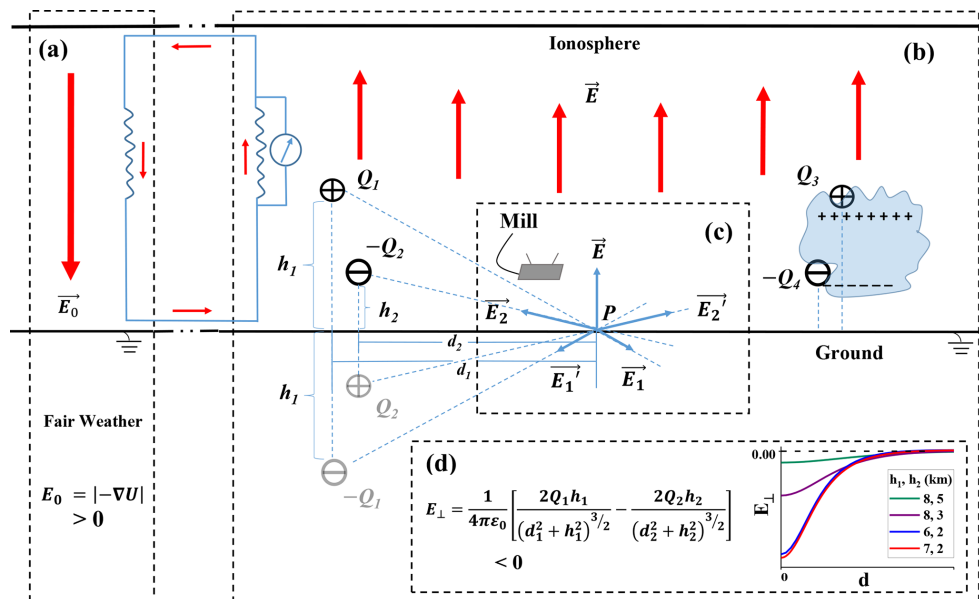 (a)
Ionosphere
(b)
E⃗
Q₁
Q₃
+ + + + + + + +
Mill
(c)
−Q₂
E⃗
h₁
−Q₄
E₀⃗
h₂
E₂⃗
P
E₂⃗′
d₂
Ground
d₁
E₁⃗′
E₁⃗
h₁
Q₂
Fair Weather
−Q₁
(d)
E₀ = |−∇U|
> 0
E⊥ = 1/(4πε₀) [ 2Q₁h₁/(d₁² + h₁²)^(3/2) − 2Q₂h₂/(d₂² + h₂²)^(3/2) ]
< 0
0.00
E⊥
h₁, h₂ (km)
8, 5
8, 3
6, 2
7, 2
0
d